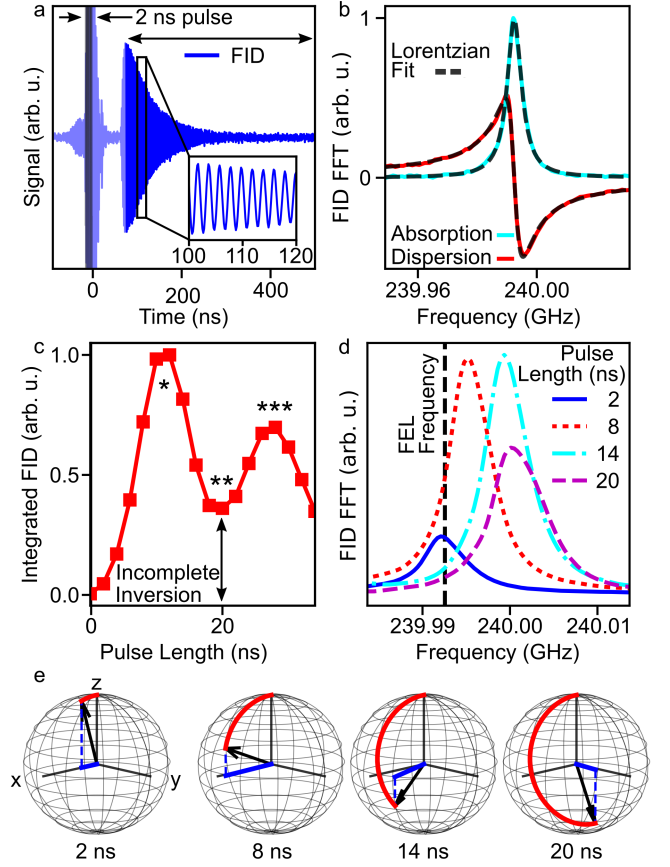 a
2 ns pulse
FID
Signal (arb. u.)
100
120
0
200
400
Time (ns)
b
1
0
Lorentzian
Fit
FID FFT (arb. u.)
Absorption
Dispersion
239.96
240.00
Frequency (GHz)
c
1.0
0.5
0.0
Integrated FID (arb. u.)
*
**
***
Incomplete
Inversion
0
20
Pulse Length (ns)
d
Pulse
Length (ns)
2
8
14
20
FEL
Frequency
FID FFT (arb. u.)
239.99
240.00
240.01
Frequency (GHz)
e
z
x
y
2 ns
8 ns
14 ns
20 ns